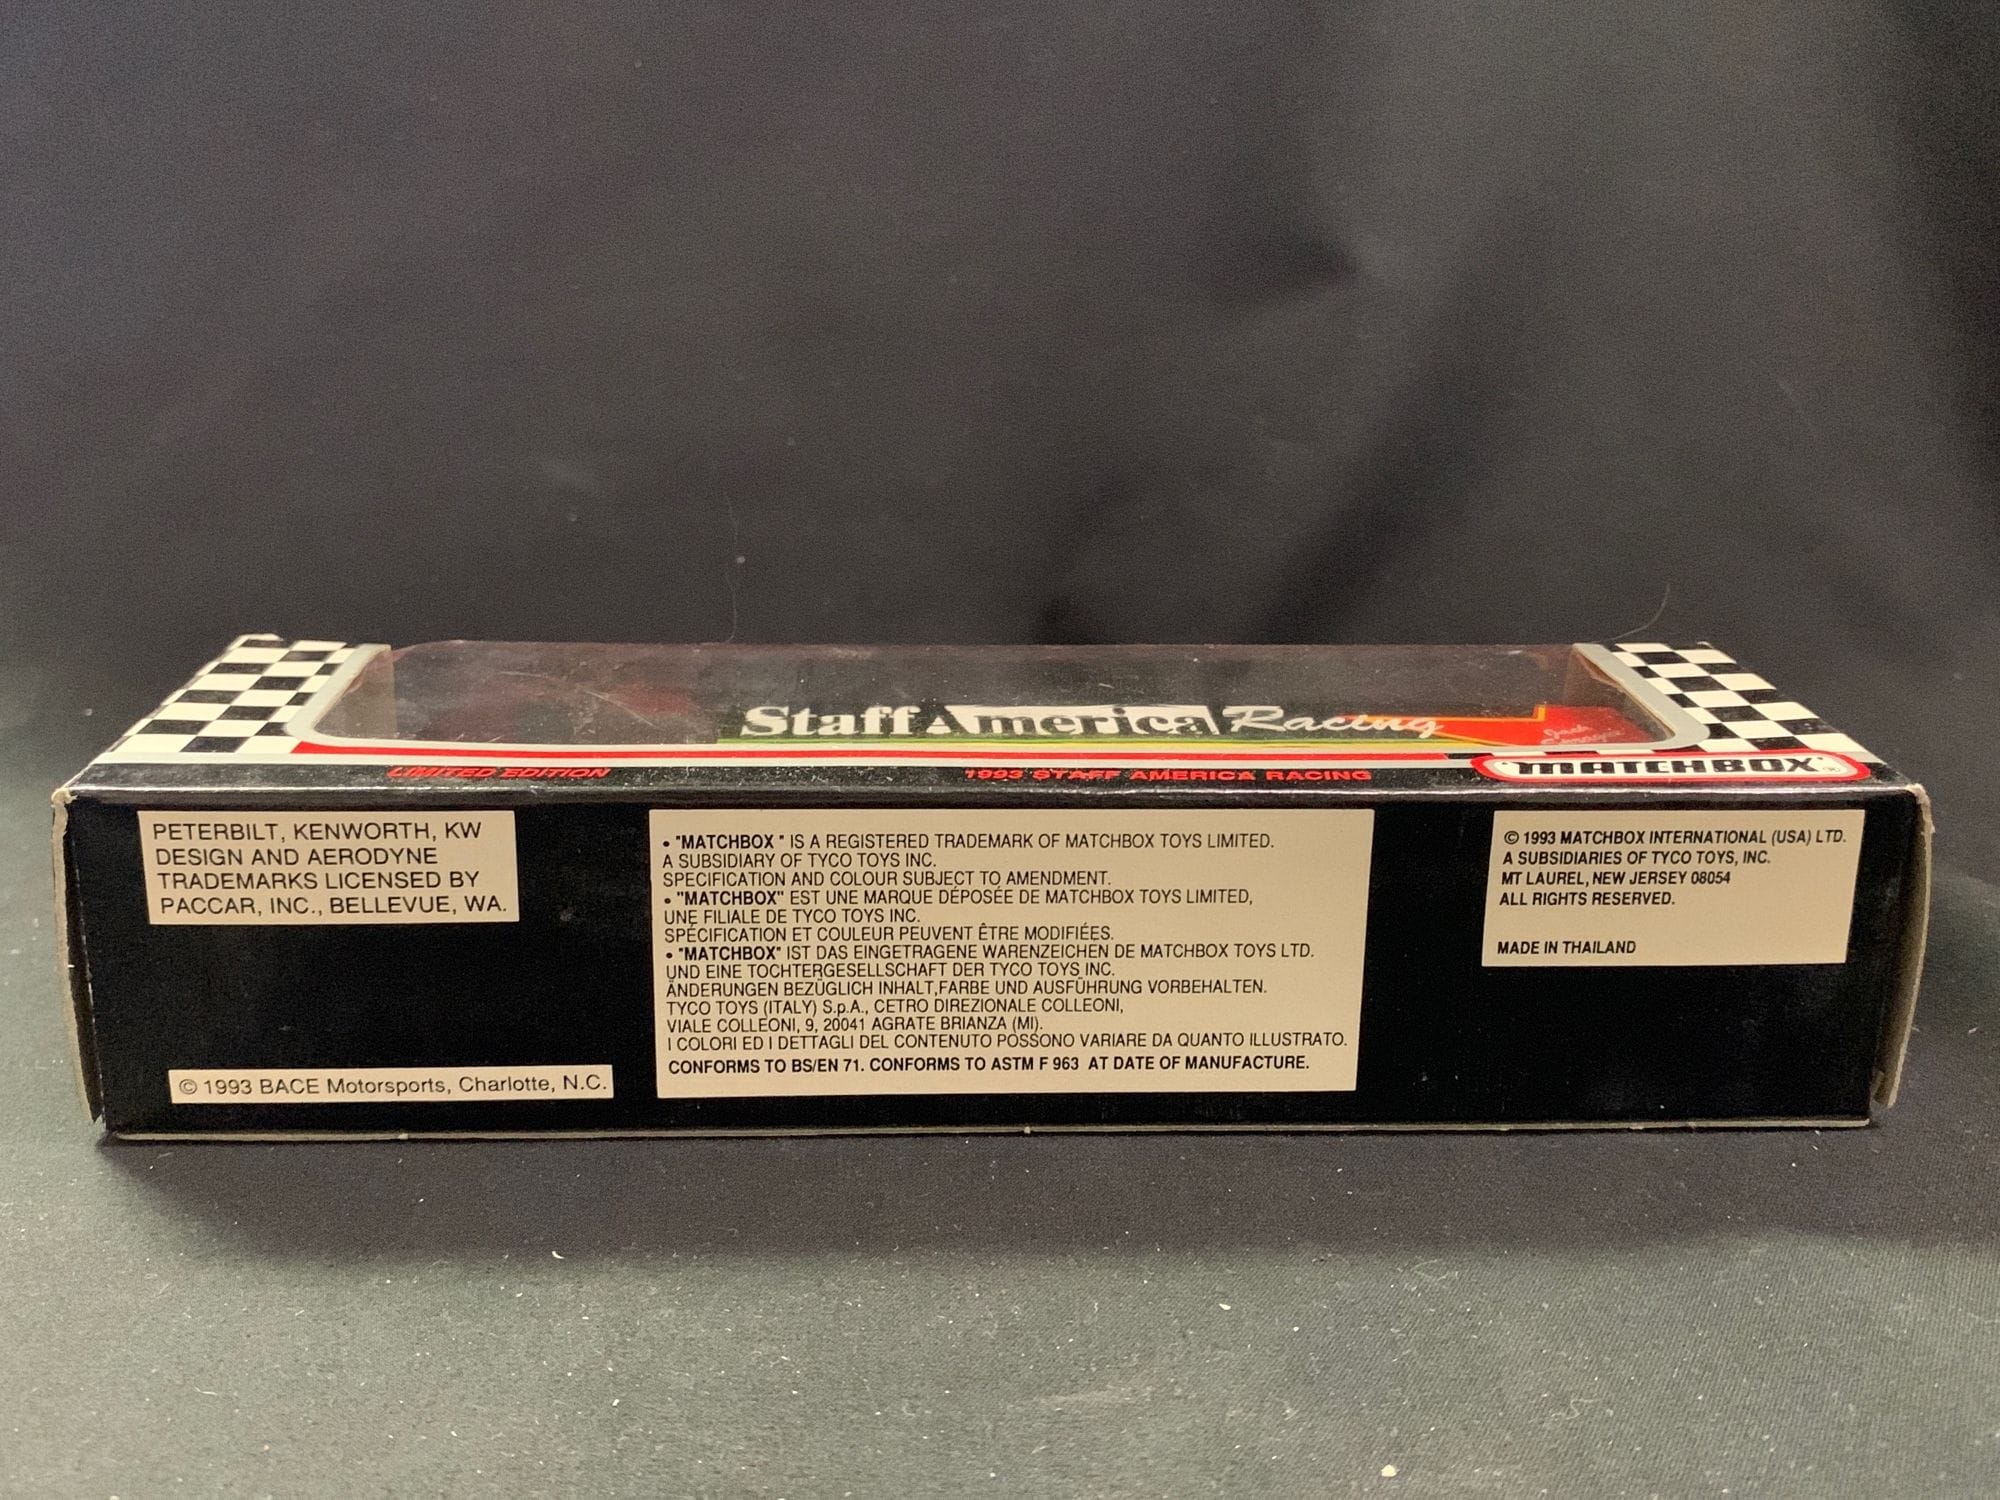 Staff America Racing
Jack
LIMITED EDITION
1993 STAFF AMERICA RACING
MATCHBOX
PETERBILT, KENWORTH, KW
DESIGN AND AERODYNE
TRADEMARKS LICENSED BY
PACCAR, INC., BELLEVUE, WA.
© 1993 BACE Motorsports, Charlotte, N.C.
• "MATCHBOX " IS A REGISTERED TRADEMARK OF MATCHBOX TOYS LIMITED.
A SUBSIDIARY OF TYCO TOYS INC.
SPECIFICATION AND COLOUR SUBJECT TO AMENDMENT.
• "MATCHBOX" EST UNE MARQUE DÉPOSÉE DE MATCHBOX TOYS LIMITED,
UNE FILIALE DE TYCO TOYS INC.
SPÉCIFICATION ET COULEUR PEUVENT ÊTRE MODIFIÉES.
• "MATCHBOX" IST DAS EINGETRAGENE WARENZEICHEN DE MATCHBOX TOYS LTD.
UND EINE TOCHTERGESELLSCHAFT DER TYCO TOYS INC.
ÄNDERUNGEN BEZÜGLICH INHALT,FARBE UND AUSFÜHRUNG VORBEHALTEN.
TYCO TOYS (ITALY) S.p.A., CETRO DIREZIONALE COLLEONI,
VIALE COLLEONI, 9, 20041 AGRATE BRIANZA (MI).
I COLORI ED I DETTAGLI DEL CONTENUTO POSSONO VARIARE DA QUANTO ILLUSTRATO.
CONFORMS TO BS/EN 71. CONFORMS TO ASTM F 963 AT DATE OF MANUFACTURE.
© 1993 MATCHBOX INTERNATIONAL (USA) LTD.
A SUBSIDIARIES OF TYCO TOYS, INC.
MT LAUREL, NEW JERSEY 08054
ALL RIGHTS RESERVED.
MADE IN THAILAND